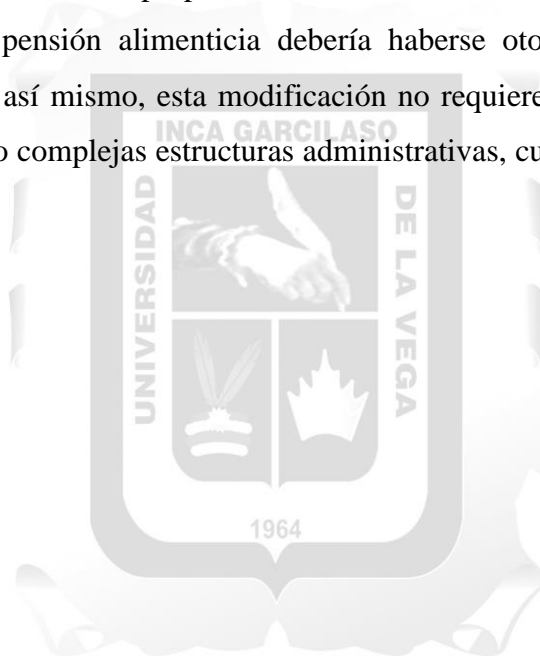 pensión alimenticia debería haberse oto
así mismo, esta modificación no requiere
o complejas estructuras administrativas, cu
INCA GARCILASO
UNIVERSIDAD
DE LA VEGA
1964